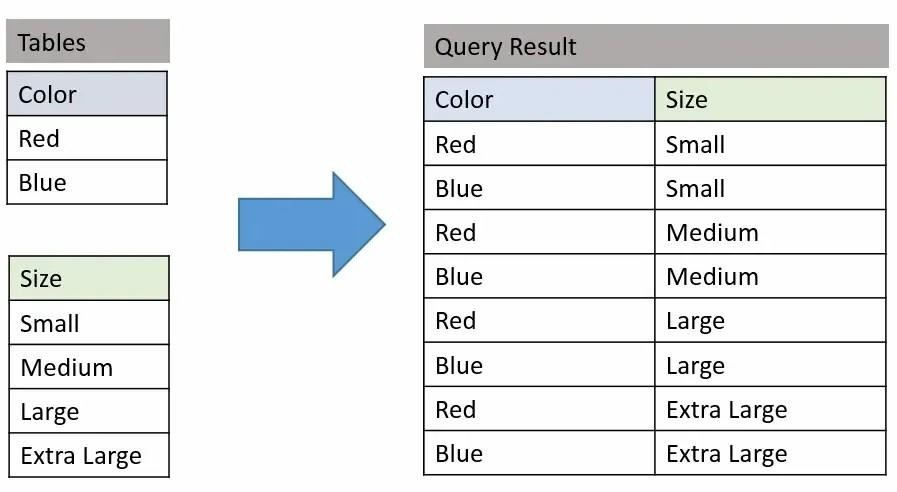 Tables
Color
Red
Blue
Size
Small
Medium
Large
Extra Large
Query Result
Color Size
Red Small
Blue Small
Red Medium
Blue Medium
Red Large
Blue Large
Red Extra Large
Blue Extra Large